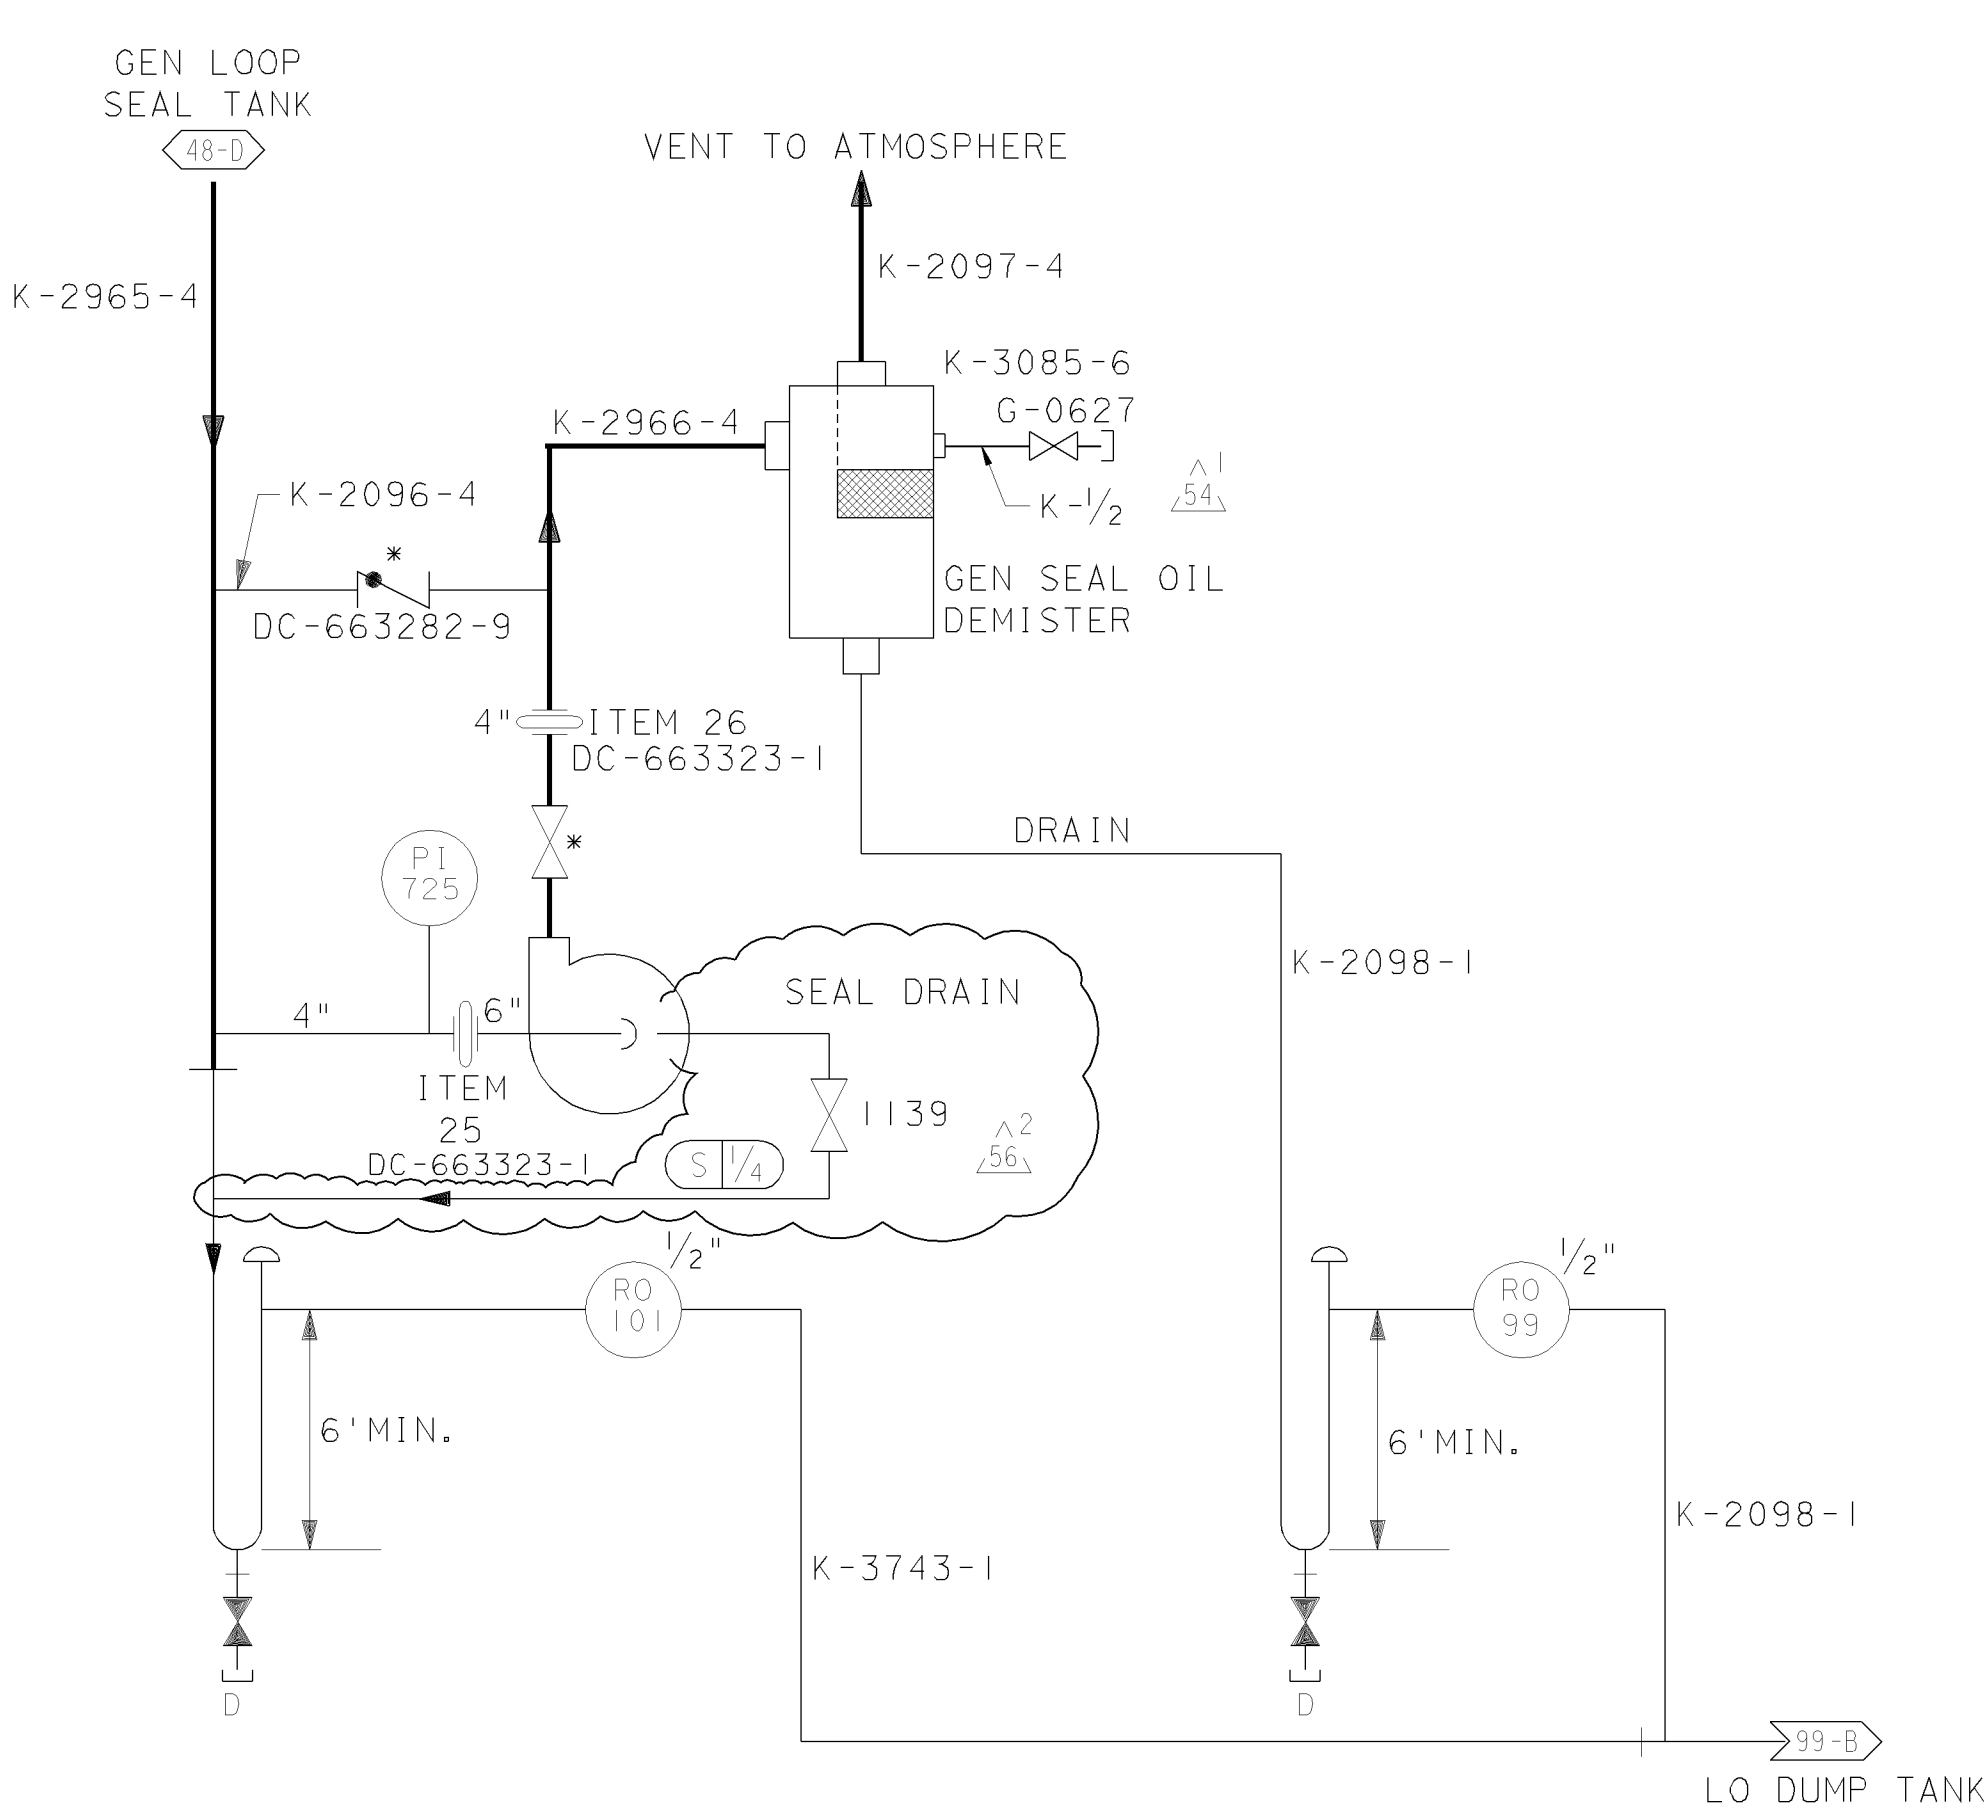 GEN LOOP
SEAL TANK
48-D
VENT TO ATMOSPHERE
K-2097-4
K-2965-4
K-3085-6
G-0627
K-2966-4
K-2096-4
*
K-1/2
1
54
DC-663282-9
GEN SEAL OIL
DEMISTER
4" ITEM 26
DC-663323-1
*
DRAIN
PI
725
K-2098-1
SEAL DRAIN
4"
6"
ITEM
25
DC-663323-1
1139
2
56
S 1/4
1/2"
RO
101
1/2"
RO
99
6'MIN.
6'MIN.
K-2098-1
K-3743-1
D
D
99-B
LO DUMP TANK